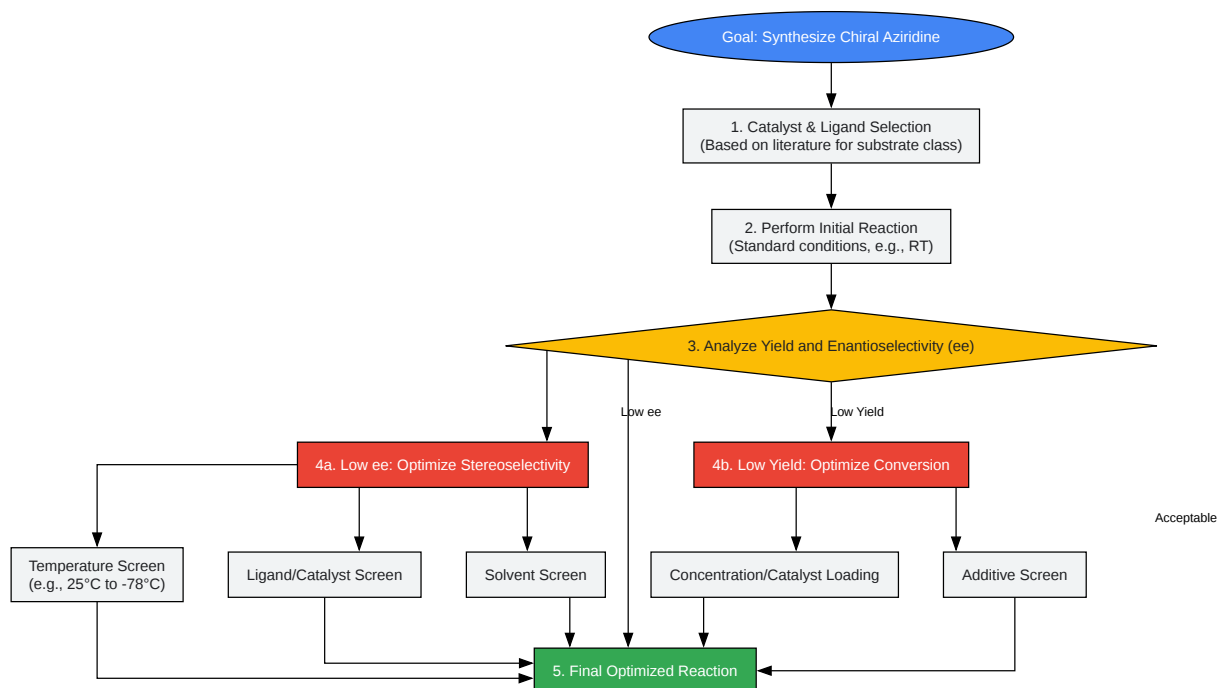 Goal: Synthesize Chiral Aziridine
1. Catalyst & Ligand Selection
(Based on literature for substrate class)
2. Perform Initial Reaction
(Standard conditions, e.g., RT)
3. Analyze Yield and Enantioselectivity (ee)
Low ee
Low Yield
4a. Low ee: Optimize Stereoselectivity
4b. Low Yield: Optimize Conversion
Acceptable
Temperature Screen
(e.g., 25°C to -78°C)
Ligand/Catalyst Screen
Solvent Screen
Concentration/Catalyst Loading
Additive Screen
5. Final Optimized Reaction